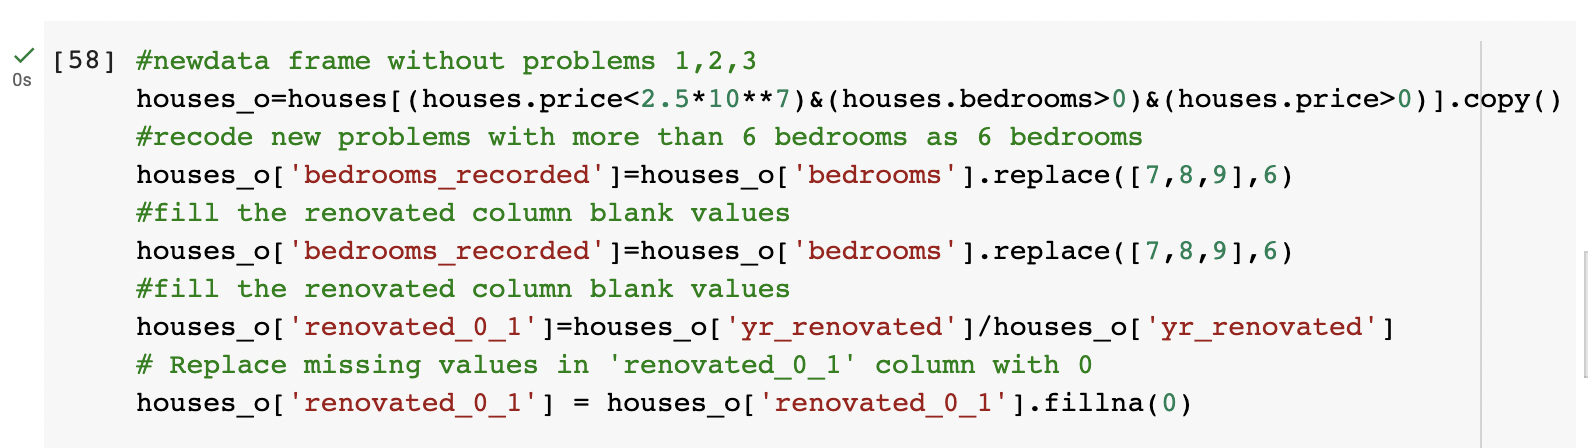 [58] #newdata frame without problems 1,2,3
0s
houses_o=houses[(houses.price<2.5*10**7)&(houses.bedrooms>0)&(houses.price>0)].copy()
#recode new problems with more than 6 bedrooms as 6 bedrooms
houses_o['bedrooms_recorded']=houses_o['bedrooms'].replace([7,8,9],6)
#fill the renovated column blank values
houses_o['bedrooms_recorded']=houses_o['bedrooms'].replace([7,8,9],6)
#fill the renovated column blank values
houses_o['renovated_0_1']=houses_o['yr_renovated']/houses_o['yr_renovated']
# Replace missing values in 'renovated_0_1' column with 0
houses_o['renovated_0_1'] = houses_o['renovated_0_1'].fillna(0)